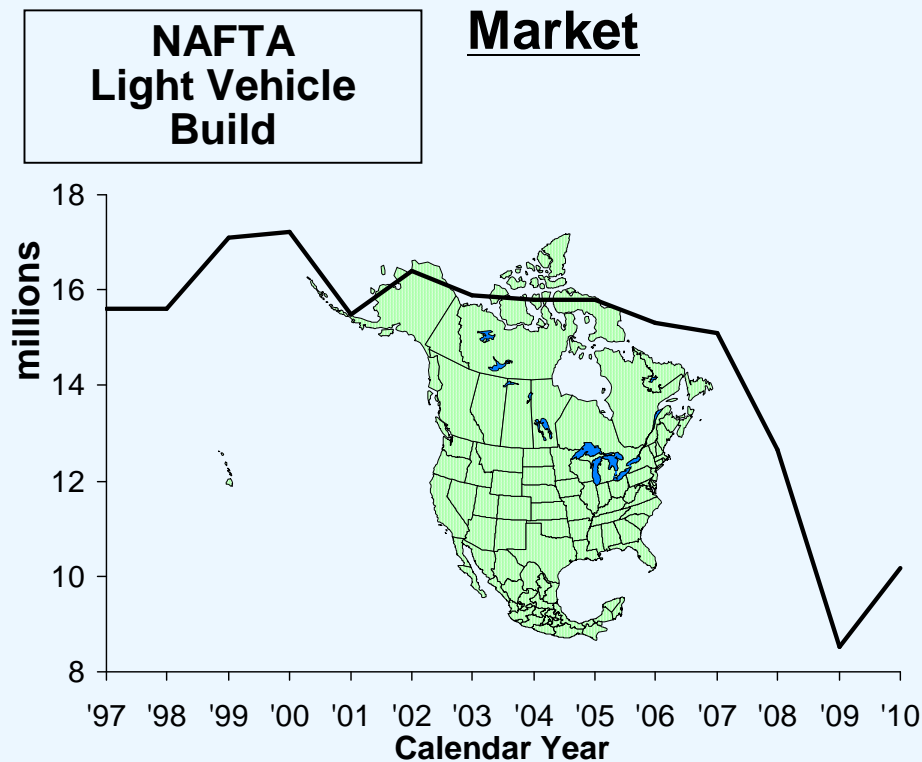 NAFTA
Light Vehicle
Build
Market
18
16
14
12
10
8
millions
'97 '98 '99 '00 '01 '02 '03 '04 '05 '06 '07 '08 '09 '10
Calendar Year